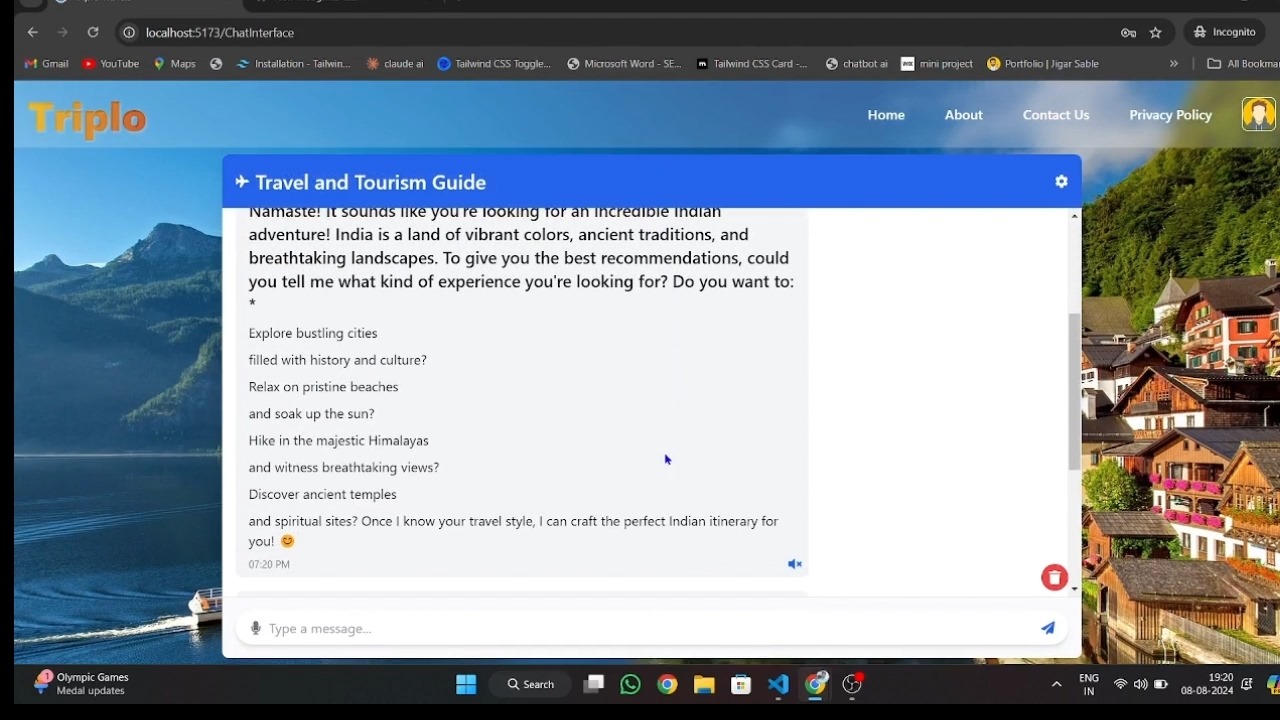 localhost:5173/ChatInterface
Incognito
Gmail
YouTube
Maps
Installation - Tailwin...
claude ai
Tailwind CSS Toggle...
Microsoft Word - SE...
Tailwind CSS Card -...
chatbot ai
mini project
Portfolio | Jigar Sable
»
All Bookmar
Triplo
Home
About
Contact Us
Privacy Policy
Travel and Tourism Guide
Namaste! It sounds like you're looking for an incredible Indian
adventure! India is a land of vibrant colors, ancient traditions, and
breathtaking landscapes. To give you the best recommendations, could
you tell me what kind of experience you're looking for? Do you want to:
*
Explore bustling cities
filled with history and culture?
Relax on pristine beaches
and soak up the sun?
Hike in the majestic Himalayas
and witness breathtaking views?
Discover ancient temples
and spiritual sites? Once I know your travel style, I can craft the perfect Indian itinerary for
you! 😊
07:20 PM
Type a message...
1
Olympic Games
Medal updates
Search
ENG
IN
19:20
08-08-2024